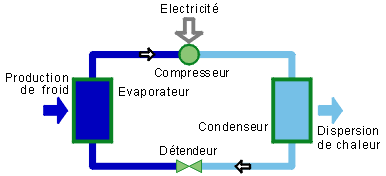 Electricité
Compresseur
Production
de froid
Evaporateur
Condenseur
Dispersion
de chaleur
Détendeur